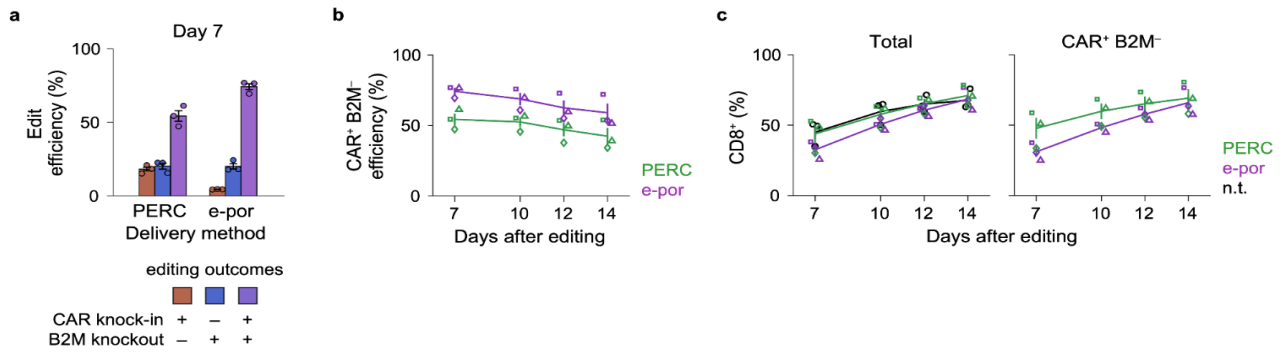 a
Day 7
100
50
0
Edit
efficiency (%)
PERC e-por
Delivery method
editing outcomes
CAR knock-in + – +
B2M knockout – + +
b
100
50
0
CAR⁺ B2M⁻
efficiency (%)
7 10 12 14
Days after editing
PERC
e-por
c
Total
CAR⁺ B2M⁻
100
50
0
CD8⁺ (%)
7 10 12 14
7 10 12 14
Days after editing
PERC
e-por
n.t.